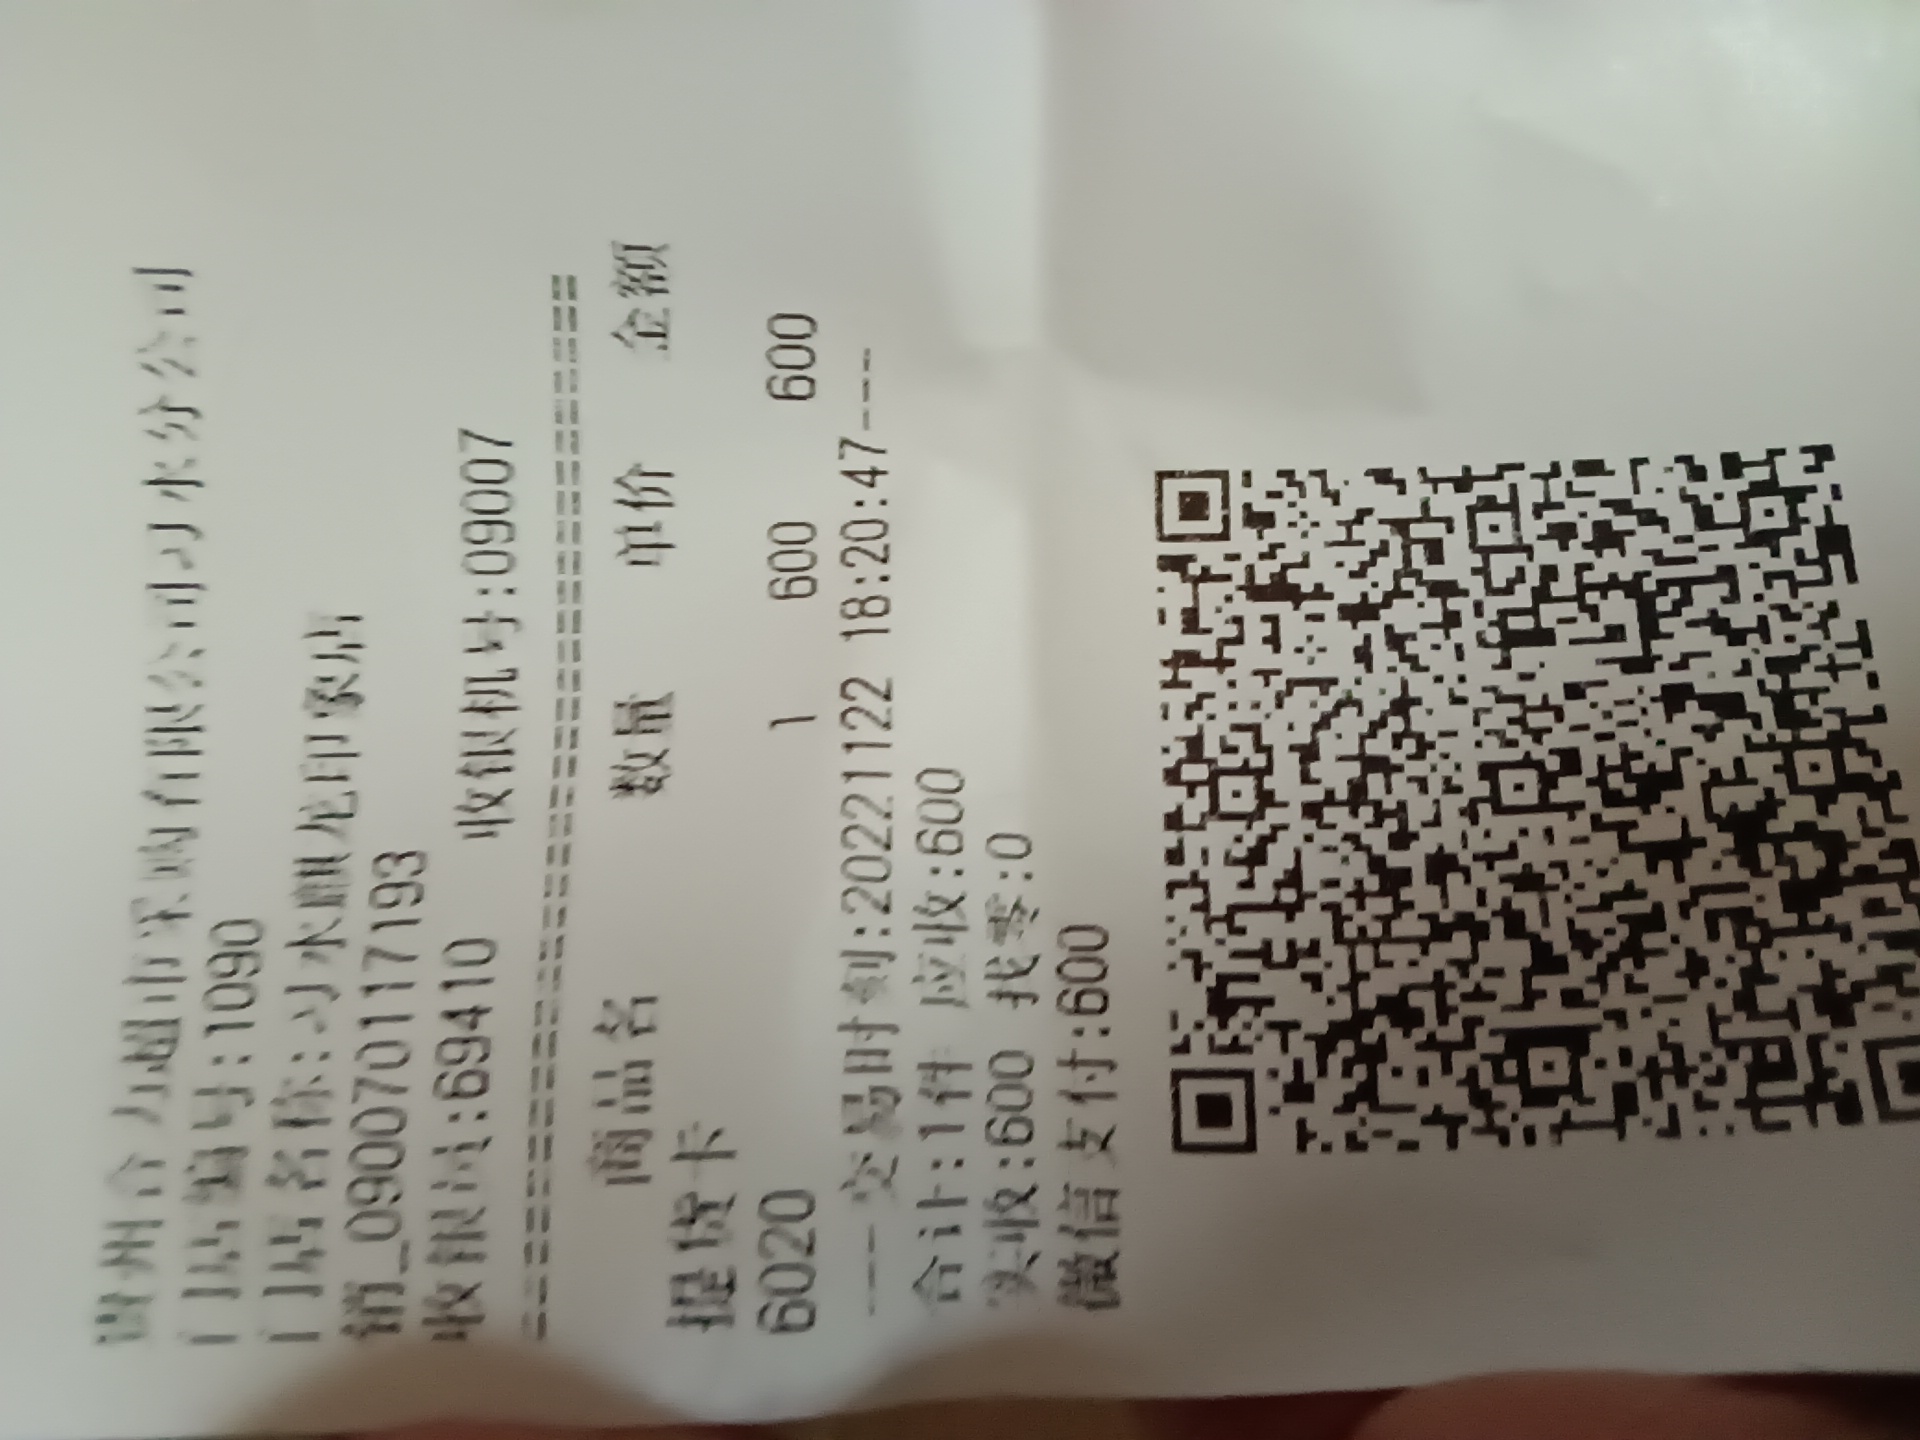 贵州合力超市采购有限公司习水分公司
门店编号:1090
门店名称:习水麒龙印象店
销_0900701117193
收银员:69410 收银机号:09007
商品名 数量 单价 金额
提货卡
6020 1 600 600
----交易时刻:20221122 18:20:47----
合计:1件 应收:600
实收:600 找零:0
微信支付:600